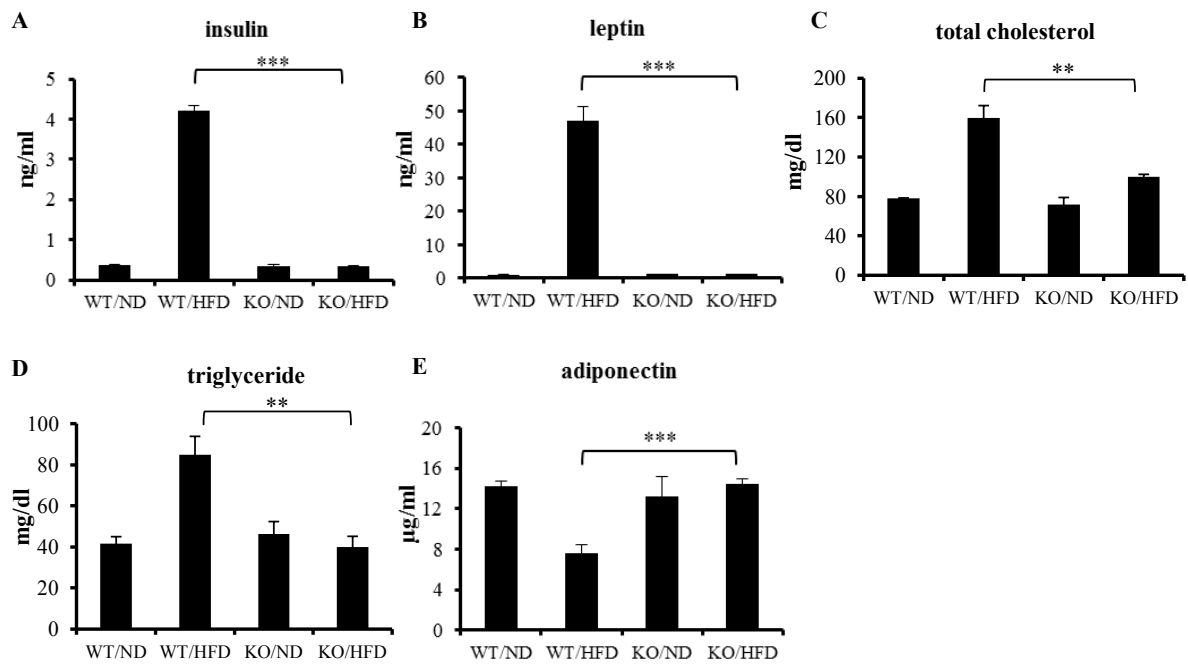 A
insulin
***
ng/ml
5
4
3
2
1
0
WT/ND WT/HFD KO/ND KO/HFD
B
leptin
***
ng/ml
60
50
40
30
20
10
0
WT/ND WT/HFD KO/ND KO/HFD
C
total cholesterol
**
mg/dl
200
160
120
80
40
0
WT/ND WT/HFD KO/ND KO/HFD
D
triglyceride
**
mg/dl
100
80
60
40
20
0
WT/ND WT/HFD KO/ND KO/HFD
E
adiponectin
***
µg/ml
20
16
12
8
4
0
WT/ND WT/HFD KO/ND KO/HFD